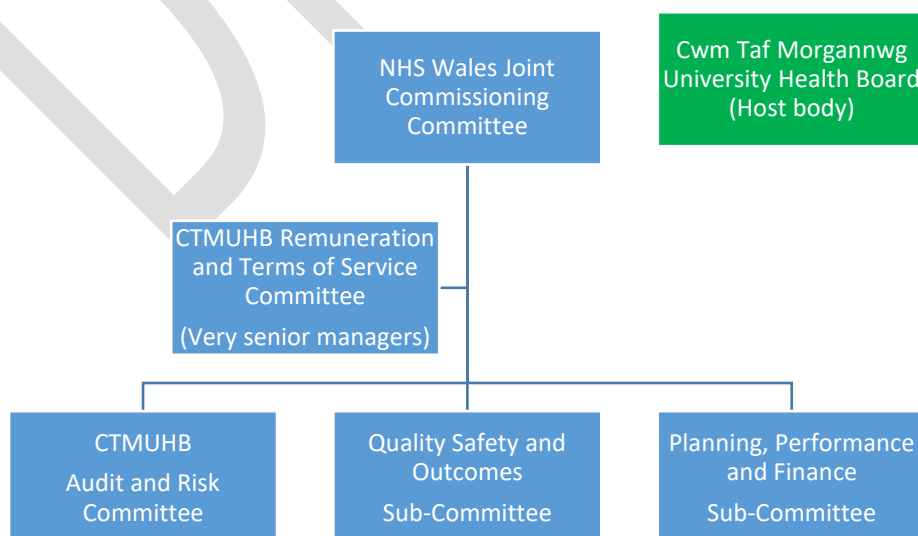 NHS Wales Joint
Commissioning
Committee
Cwm Taf Morgannwg
University Health Board
(Host body)
CTMUHB Remuneration
and Terms of Service
Committee
(Very senior managers)
CTMUHB
Audit and Risk
Committee
Quality Safety and
Outcomes
Sub-Committee
Planning, Performance
and Finance
Sub-Committee